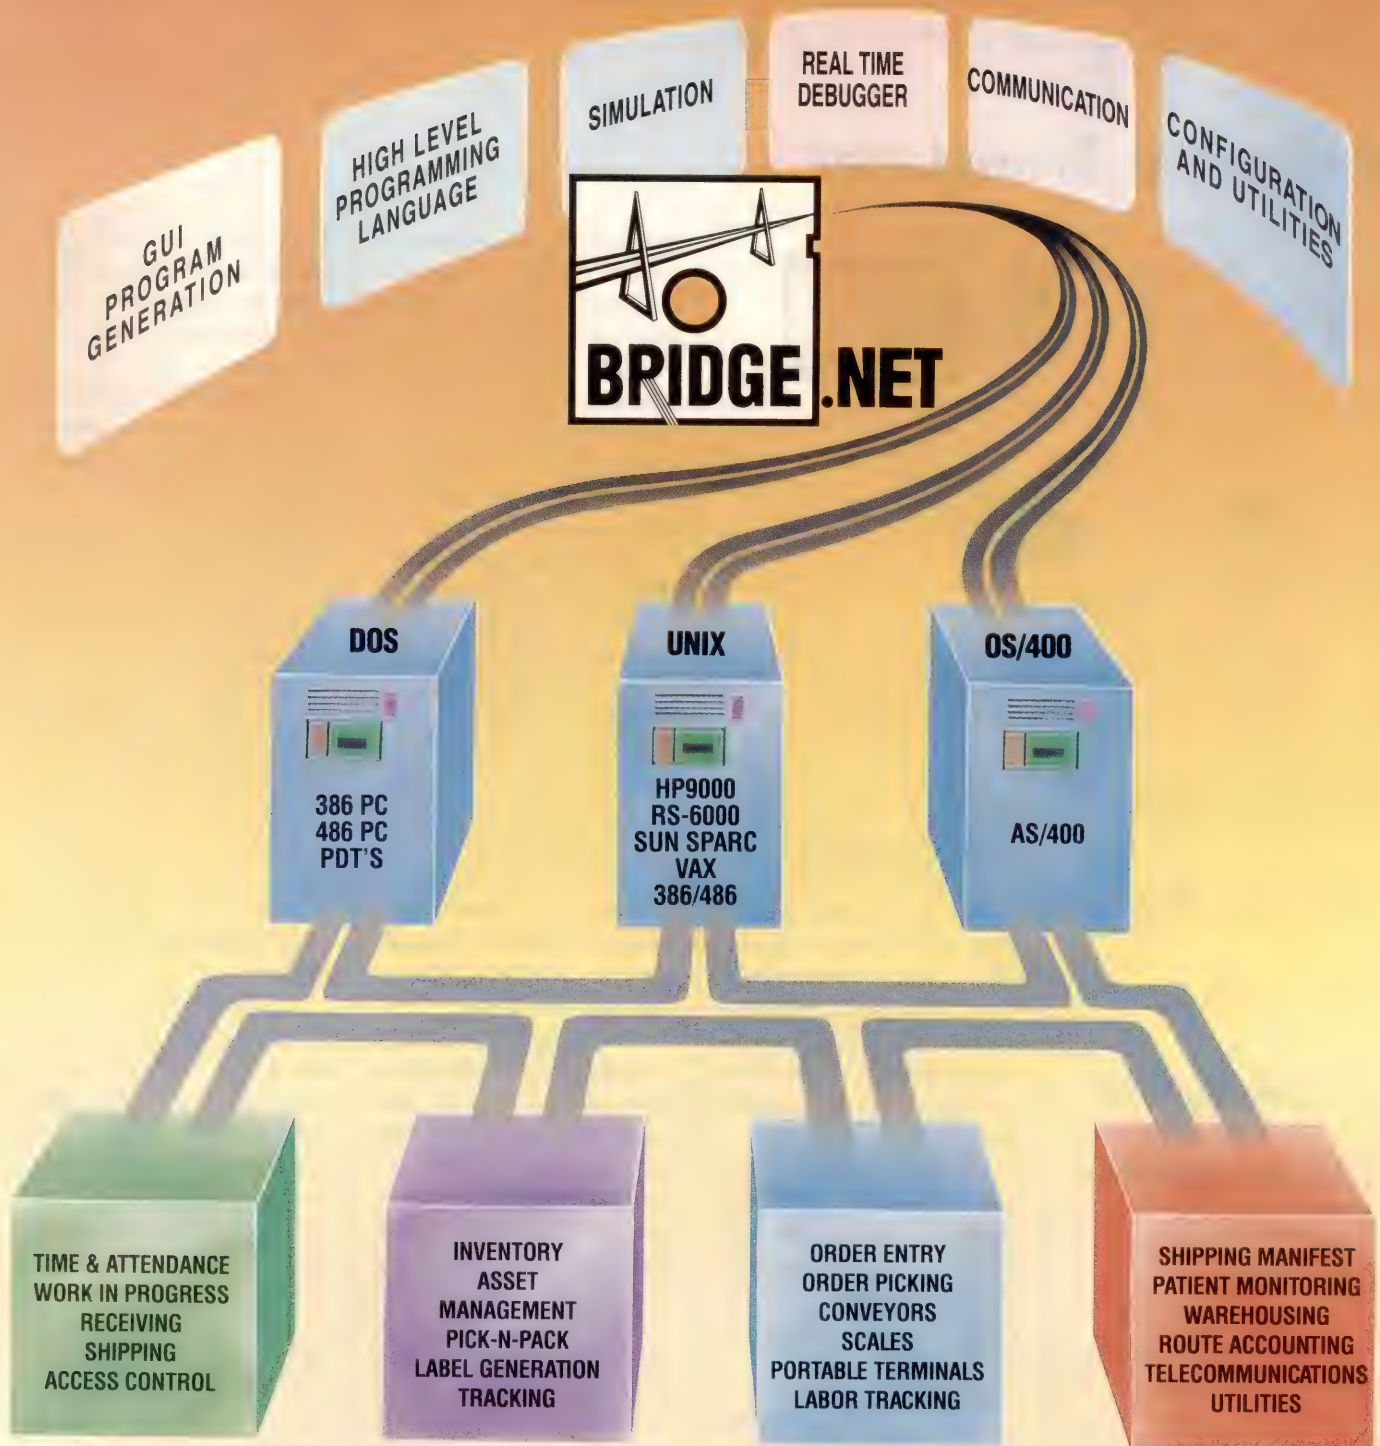 GUI
PROGRAM
GENERATION
HIGH LEVEL
PROGRAMMING
LANGUAGE
SIMULATION
REAL TIME
DEBUGGER
COMMUNICATION
CONFIGURATION
AND UTILITIES
BRIDGE.NET
DOS
386 PC
486 PC
PDT'S
UNIX
HP9000
RS-6000
SUN SPARC
VAX
386/486
OS/400
AS/400
TIME & ATTENDANCE
WORK IN PROGRESS
RECEIVING
SHIPPING
ACCESS CONTROL
INVENTORY
ASSET
MANAGEMENT
PICK-N-PACK
LABEL GENERATION
TRACKING
ORDER ENTRY
ORDER PICKING
CONVEYORS
SCALES
PORTABLE TERMINALS
LABOR TRACKING
SHIPPING MANIFEST
PATIENT MONITORING
WAREHOUSING
ROUTE ACCOUNTING
TELECOMMUNICATIONS
UTILITIES